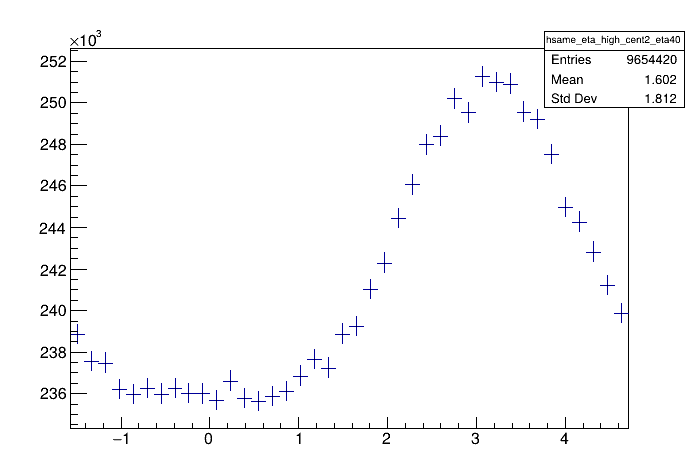 ×10³
hsame_eta_high_cent2_eta40
Entries 9654420
Mean 1.602
Std Dev 1.812
252
250
248
246
244
242
240
238
236
−1 0 1 2 3 4